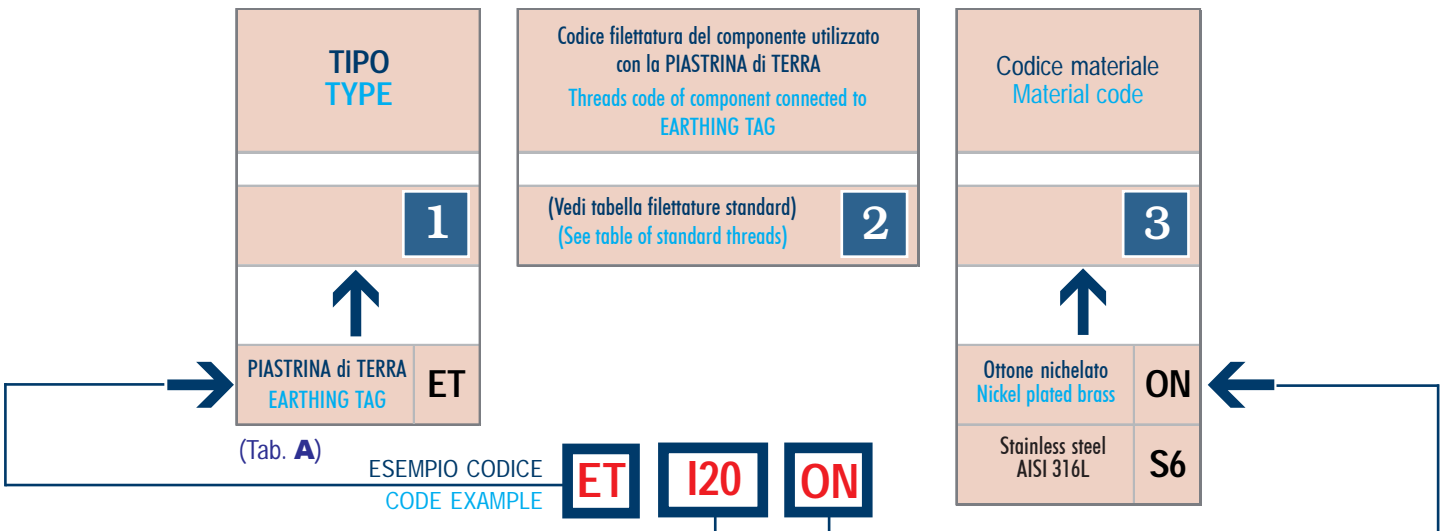 TIPO
TYPE
1
PIASTRINA di TERRA
EARTHING TAG
ET
(Tab. A)
Codice filettatura del componente utilizzato
con la PIASTRINA di TERRA
Threads code of component connected to
EARTHING TAG
(Vedi tabella filettature standard)
(See table of standard threads)
2
Codice materiale
Material code
3
Ottone nichelato
Nickel plated brass
ON
Stainless steel
AISI 316L
S6
ESEMPIO CODICE
CODE EXAMPLE
ET I20 ON